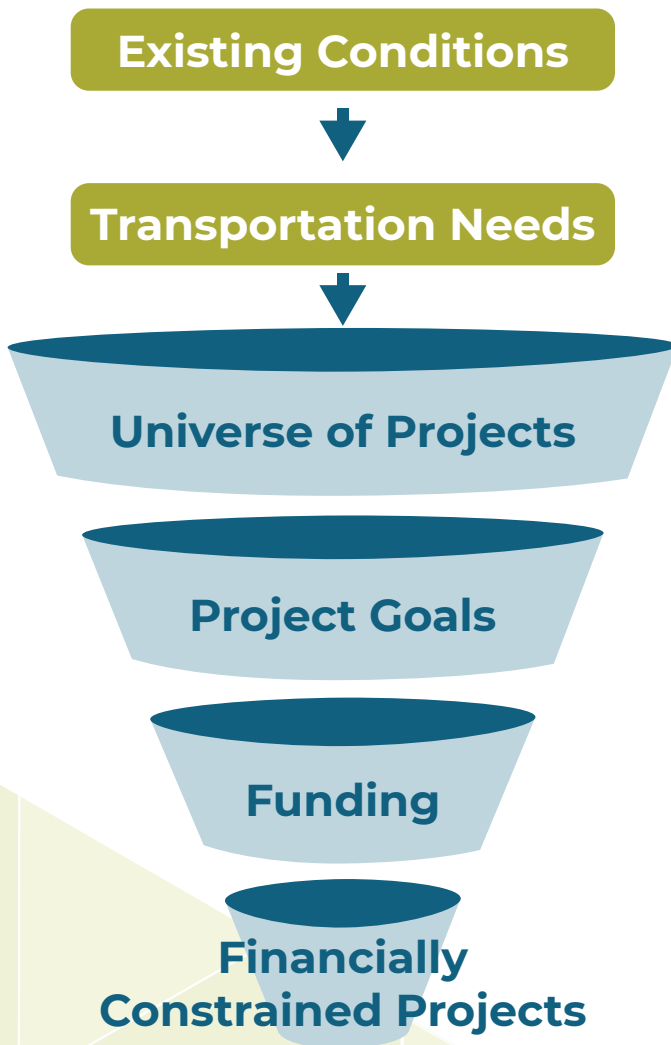 Existing Conditions
Transportation Needs
Universe of Projects
Project Goals
Funding
Financially
Constrained Projects